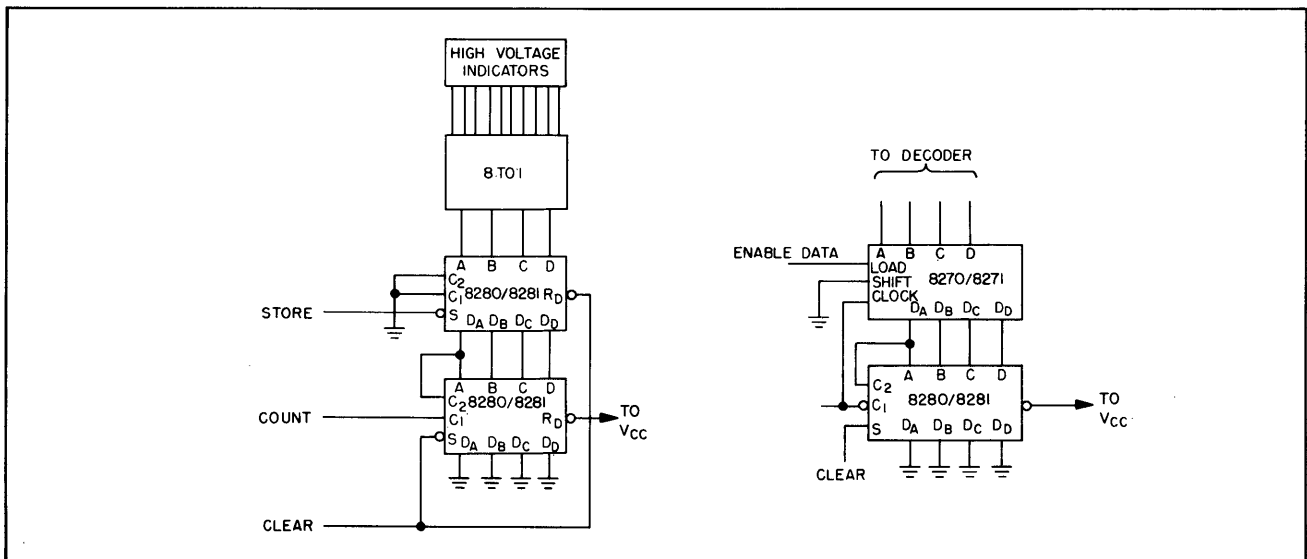 HIGH VOLTAGE
INDICATORS
8 TO 1
A B C D
C2
8280/8281 RD
C1
STORE
S DA DB DC DD
A B C D
C2 8280/8281
COUNT
C1 RD
TO
VCC
S DA DB DC DD
CLEAR
TO DECODER
A B C D
ENABLE DATA
LOAD
SHIFT 8270/8271
CLOCK
DA DB DC DD
A B C D
C2
8280/8281
C1
TO
VCC
S DA DB DC DD
CLEAR